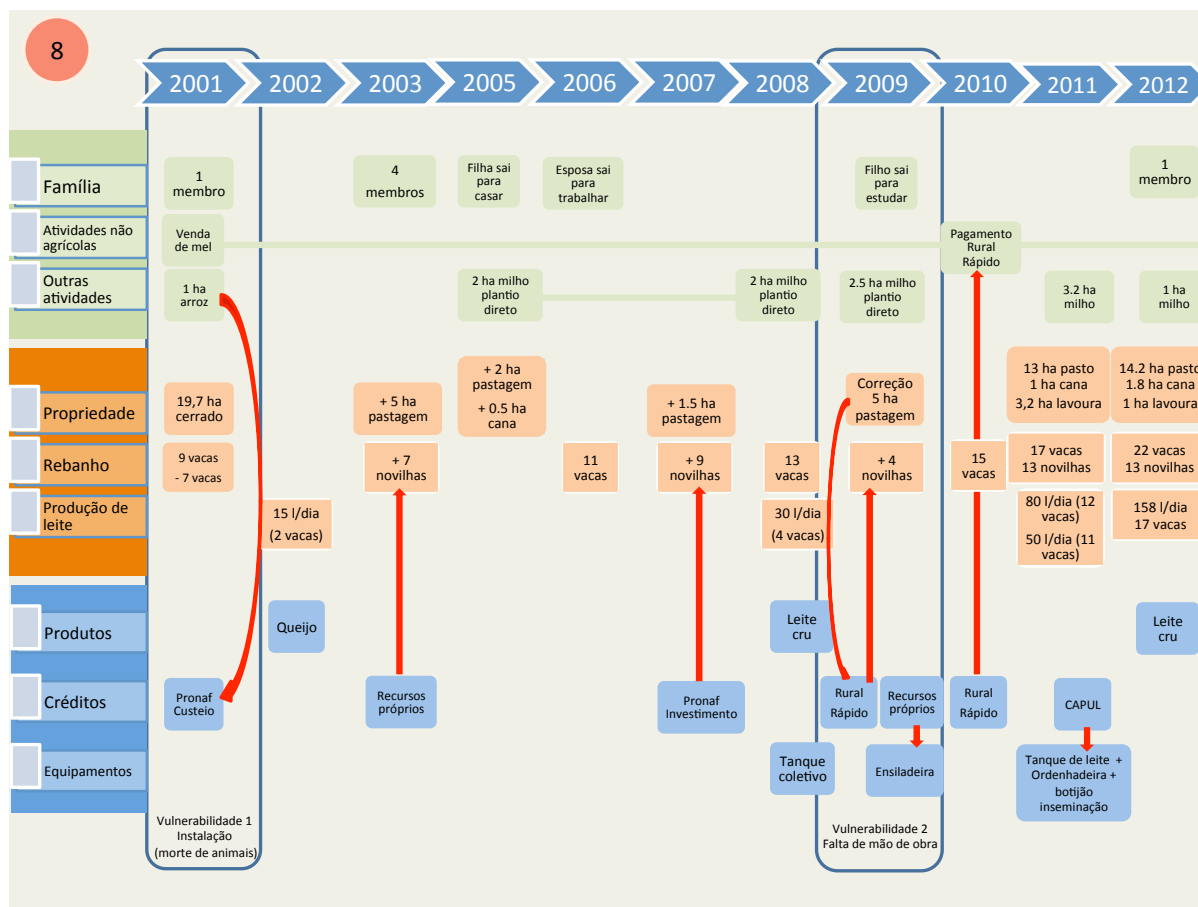 8
2001
2002
2003
2005
2006
2007
2008
2009
2010
2011
2012
Família
1
membro
4
membros
Filha sai
para
casar
Esposa sai
para
trabalhar
Filho sai
para
estudar
1
membro
Atividades não
agrícolas
Venda
de mel
Pagamento
Rural
Rápido
Outras
atividades
1 ha
arroz
2 ha milho
plantio
direto
2 ha milho
plantio
direto
2.5 ha milho
plantio
direto
3.2 ha
milho
1 ha
milho
Propriedade
19,7 ha
cerrado
+ 5 ha
pastagem
+ 2 ha
pastagem
+ 0.5 ha
cana
+ 1.5 ha
pastagem
Correção
5 ha
pastagem
13 ha pasto
1 ha cana
3,2 ha lavoura
14.2 ha pasto
1.8 ha cana
1 ha lavoura
Rebanho
9 vacas
- 7 vacas
+ 7
novilhas
11
vacas
+ 9
novilhas
13
vacas
+ 4
novilhas
15
vacas
17 vacas
13 novilhas
22 vacas
13 novilhas
Produção de
leite
15 l/dia
(2 vacas)
30 l/dia
(4 vacas)
80 l/dia (12
vacas)
50 l/dia (11
vacas)
158 l/dia
17 vacas
Produtos
Queijo
Leite
cru
Leite
cru
Créditos
Pronaf
Custeio
Recursos
próprios
Pronaf
Investimento
Rural
Rápido
Recursos
próprios
Rural
Rápido
CAPUL
Equipamentos
Tanque
coletivo
Ensiladeira
Tanque de leite +
Ordenhadeira +
botijão
inseminação
Vulnerabilidade 1
Instalação
(morte de animais)
Vulnerabilidade 2
Falta de mão de obra